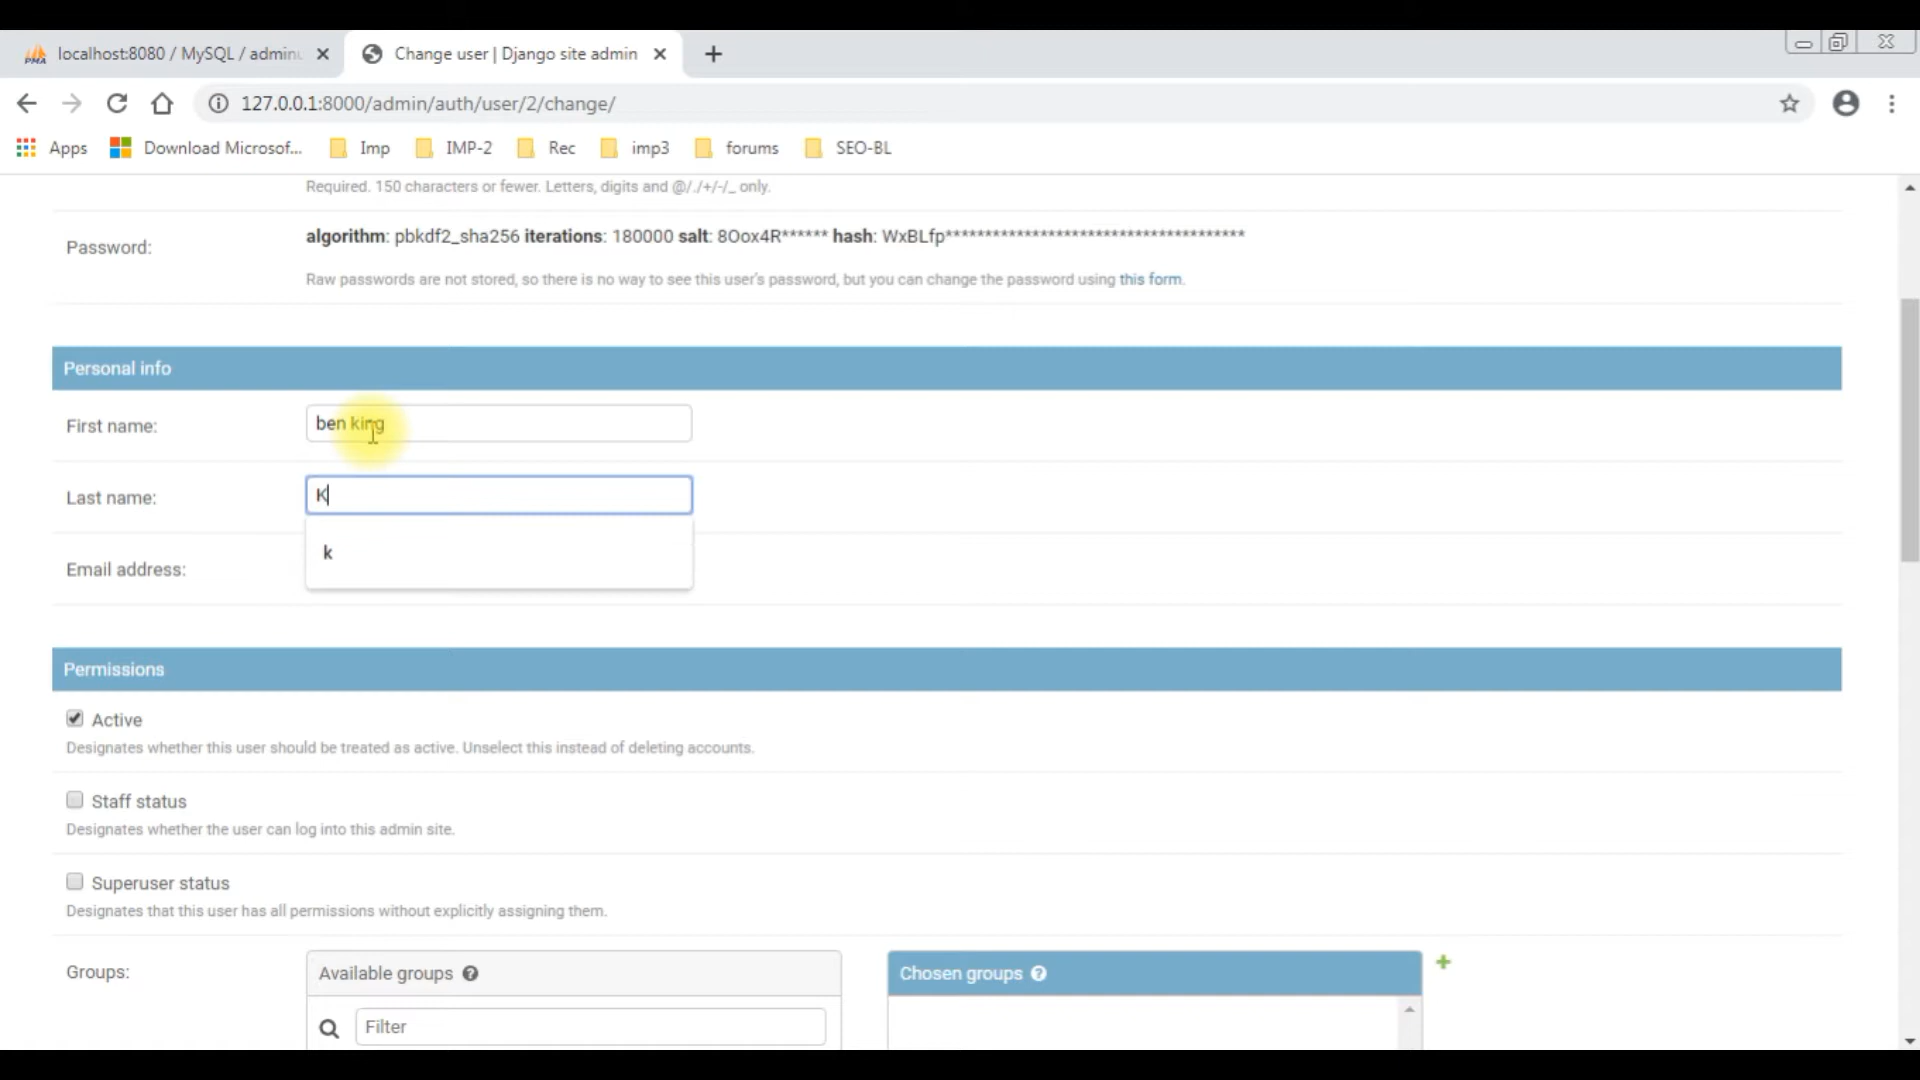 localhost:8080 / MySQL / adminu
Change user | Django site admin
127.0.0.1:8000/admin/auth/user/2/change/
Apps
Download Microsof...
Imp
IMP-2
Rec
imp3
forums
SEO-BL
Required. 150 characters or fewer. Letters, digits and @/./+/-/_ only.
Password:
algorithm: pbkdf2_sha256 iterations: 180000 salt: 8Oox4R****** hash: WxBLfp**************************************
Raw passwords are not stored, so there is no way to see this user's password, but you can change the password using this form.
Personal info
First name:
ben king
Last name:
K
k
Email address:
Permissions
Active
Designates whether this user should be treated as active. Unselect this instead of deleting accounts.
Staff status
Designates whether the user can log into this admin site.
Superuser status
Designates that this user has all permissions without explicitly assigning them.
Groups:
Available groups
Chosen groups
Filter